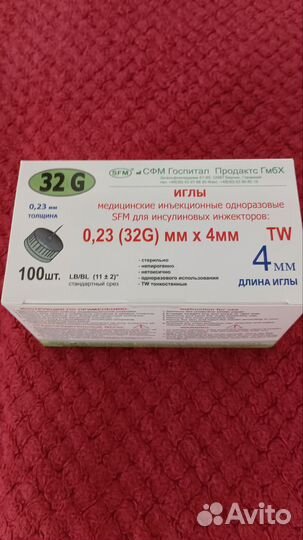 32 G
SFM СФМ Госпитал Продактс ГмбХ
ИГЛЫ
медицинские инъекционные одноразовые
SFM для инсулиновых инжекторов:
0,23 мм
толщина
0,23 (32G) мм x 4мм TW
100шт.
LB/BL (11 ± 2)°
стандартный срез
- стерильно
- непирогенно
- нетоксично
- одноразового использования
- TW тонкостенные
4 мм
ДЛИНА ИГЛЫ
Avito